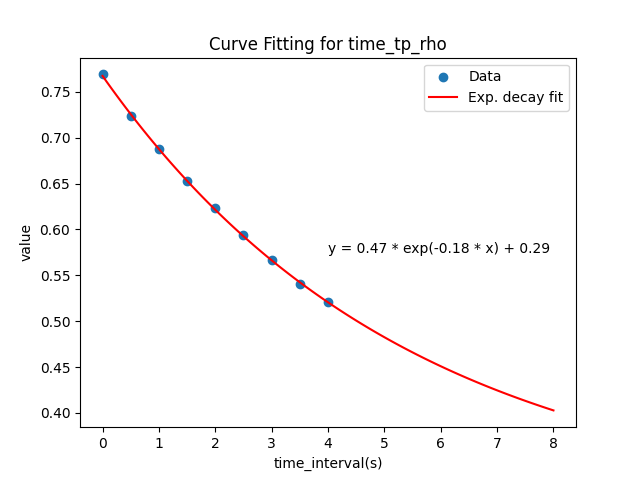 Curve Fitting for time_tp_rho
Data
Exp. decay fit
y = 0.47 * exp(-0.18 * x) + 0.29
value
0.75
0.70
0.65
0.60
0.55
0.50
0.45
0.40
0 1 2 3 4 5 6 7 8
time_interval(s)